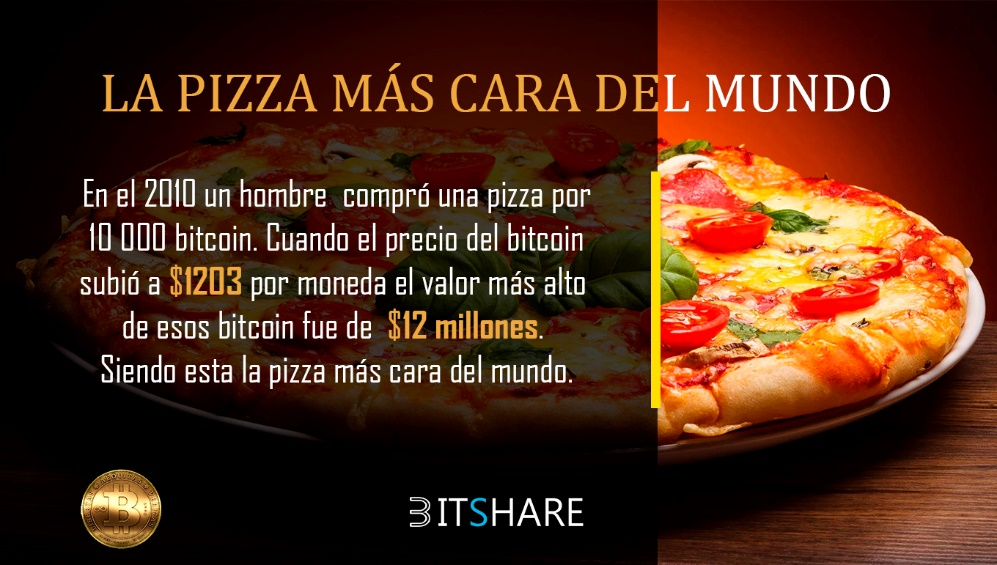 LA PIZZA MÁS CARA DEL MUNDO
En el 2010 un hombre compró una pizza por
10 000 bitcoin. Cuando el precio del bitcoin
subió a $1203 por moneda el valor más alto
de esos bitcoin fue de $12 millones.
Siendo esta la pizza más cara del mundo.
BITSHARE